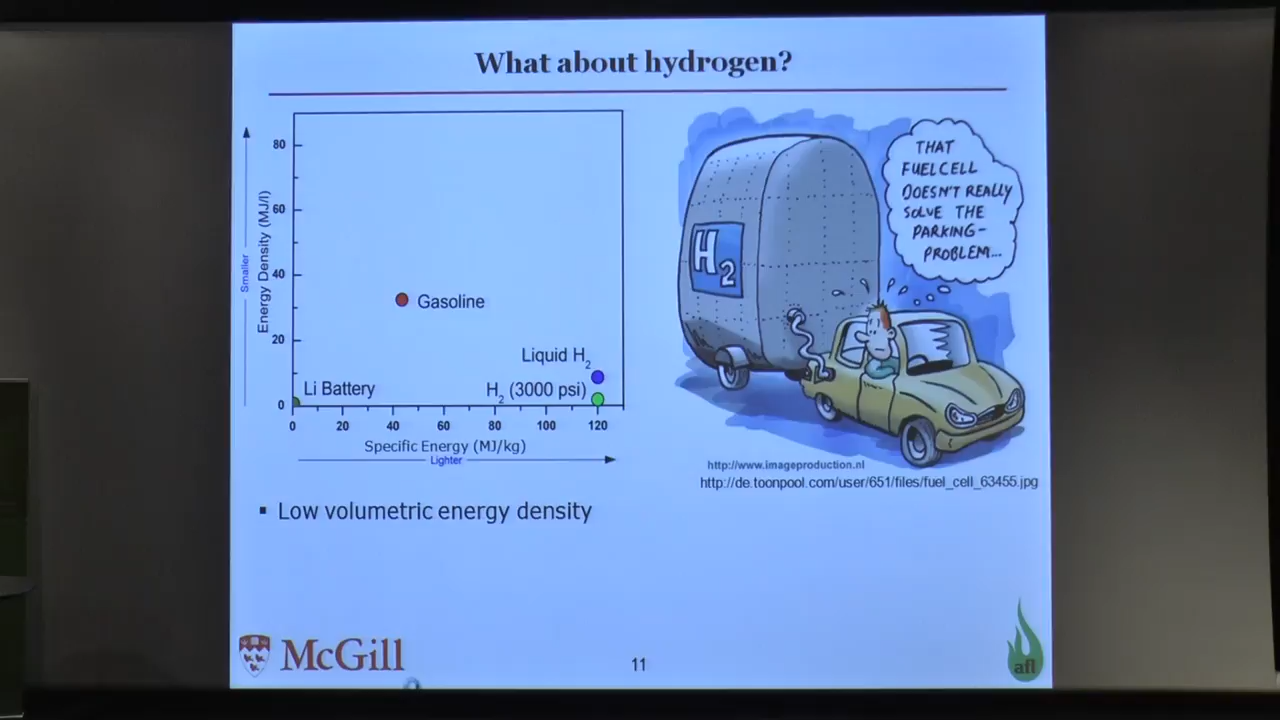 What about hydrogen?
80
60
40
20
0
Smaller
Energy Density (MJ/l)
Gasoline
Liquid H2
Li Battery
H2 (3000 psi)
0 20 40 60 80 100 120
Specific Energy (MJ/kg)
Lighter
H2
THAT
FUELCELL
DOESN'T REALLY
SOLVE THE
PARKING-
PROBLEM...
http://www.imageproduction.nl
http://de.toonpool.com/user/651/files/fuel_cell_63455.jpg
▪ Low volumetric energy density
McGill
11
afl